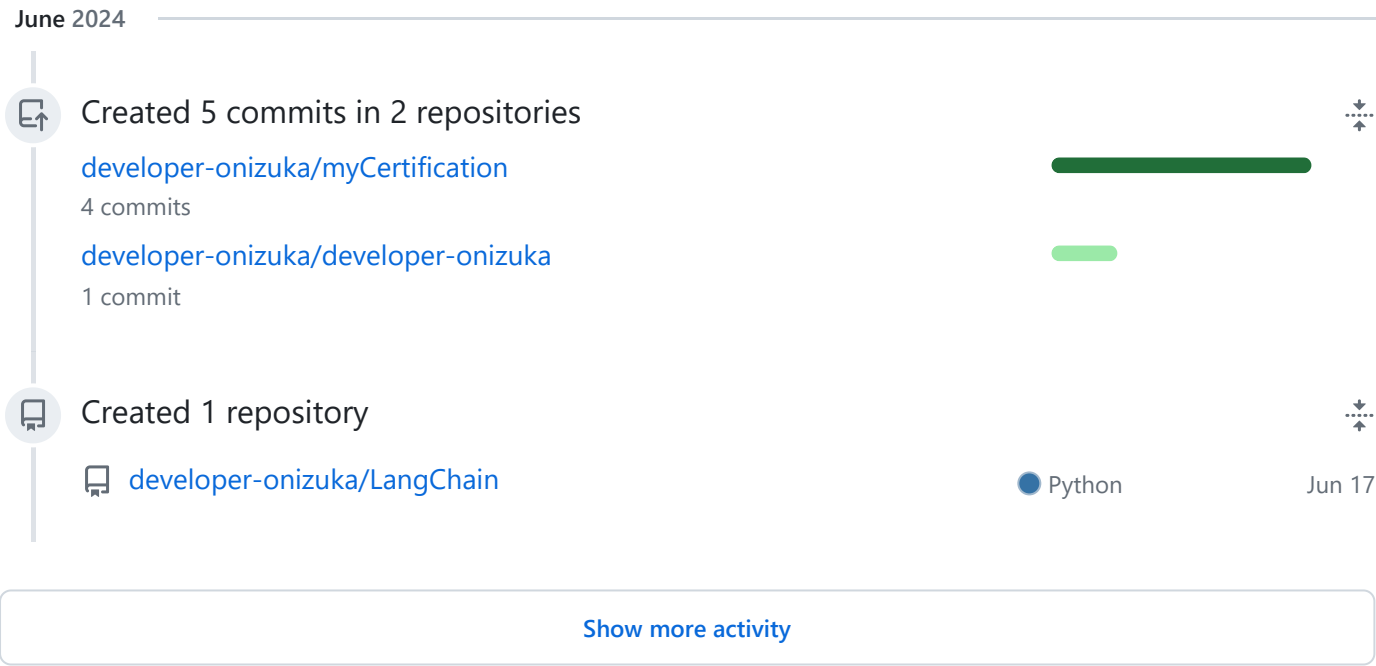 June 2024
Created 5 commits in 2 repositories
developer-onizuka/myCertification
4 commits
developer-onizuka/developer-onizuka
1 commit
Created 1 repository
developer-onizuka/LangChain Python Jun 17
Show more activity